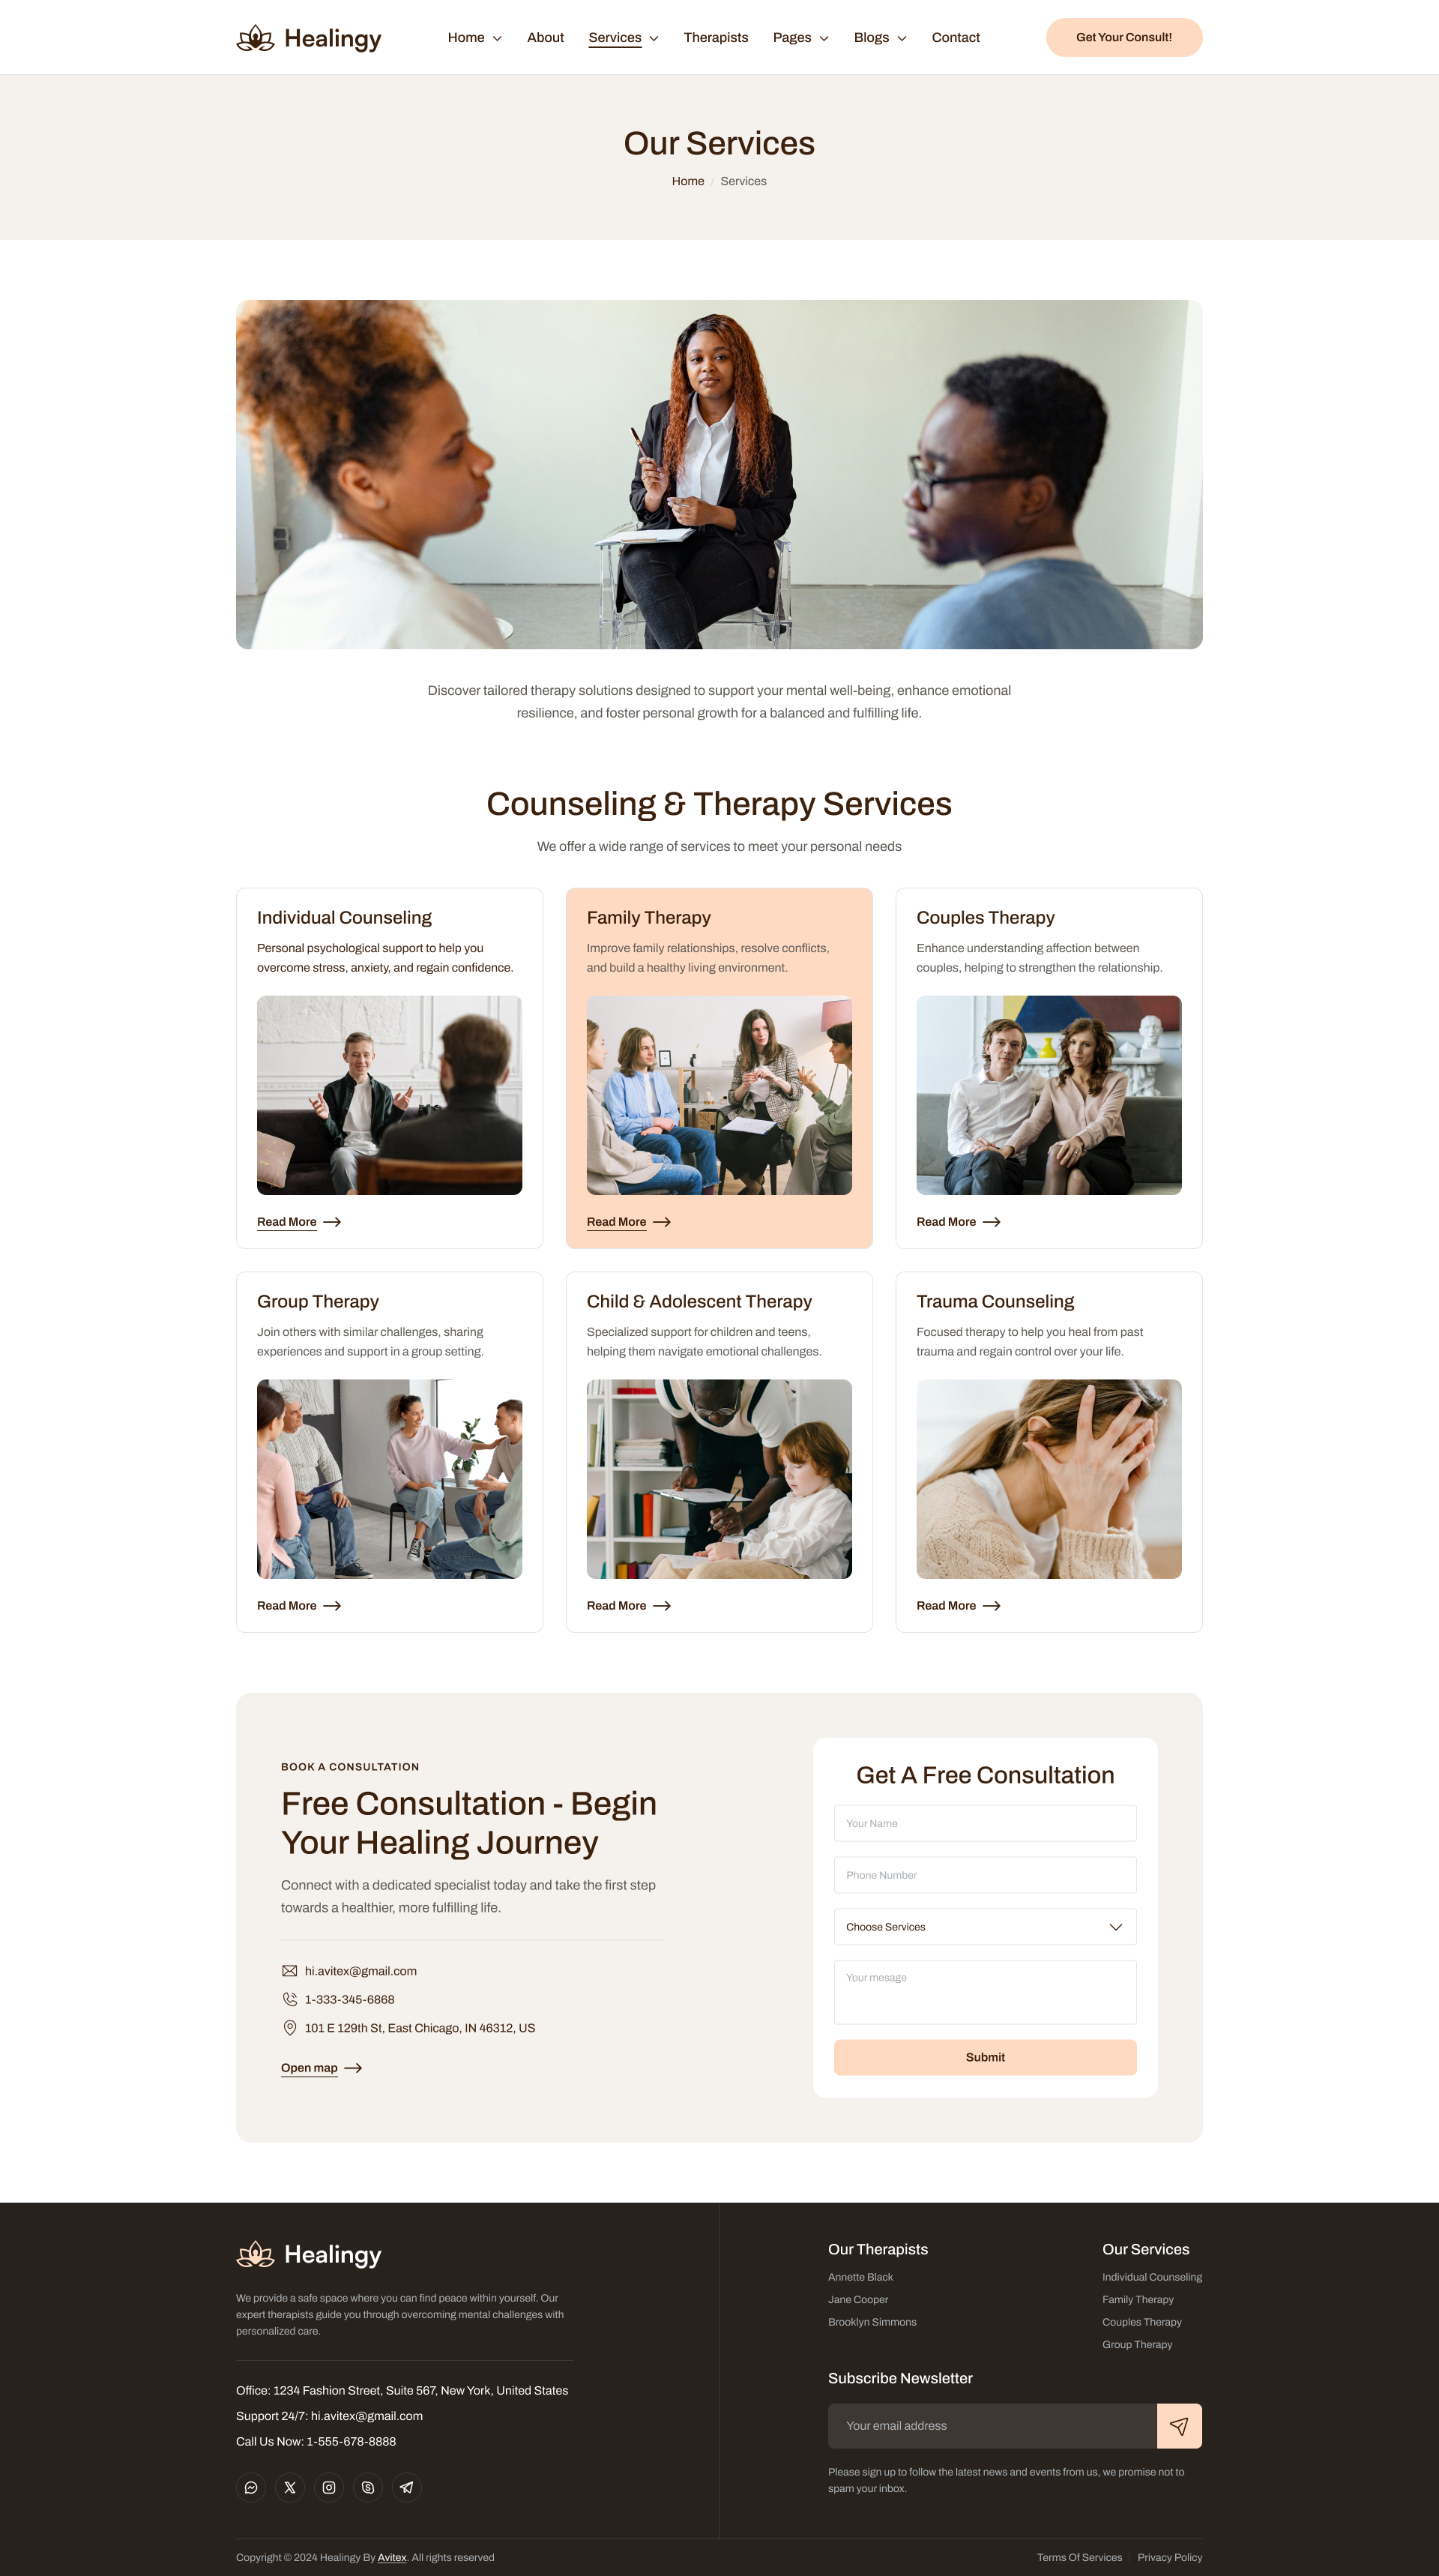 Healingy
Home
About
Services
Therapists
Pages
Blogs
Contact
Get Your Consult!
Our Services
Home / Services
Discover tailored therapy solutions designed to support your mental well-being, enhance emotional
resilience, and foster personal growth for a balanced and fulfilling life.
Counseling & Therapy Services
We offer a wide range of services to meet your personal needs
Individual Counseling
Personal psychological support to help you
overcome stress, anxiety, and regain confidence.
Read More
Family Therapy
Improve family relationships, resolve conflicts,
and build a healthy living environment.
Read More
Couples Therapy
Enhance understanding affection between
couples, helping to strengthen the relationship.
Read More
Group Therapy
Join others with similar challenges, sharing
experiences and support in a group setting.
Read More
Child & Adolescent Therapy
Specialized support for children and teens,
helping them navigate emotional challenges.
Read More
Trauma Counseling
Focused therapy to help you heal from past
trauma and regain control over your life.
Read More
BOOK A CONSULTATION
Free Consultation - Begin
Your Healing Journey
Connect with a dedicated specialist today and take the first step
towards a healthier, more fulfilling life.
hi.avitex@gmail.com
1-333-345-6868
101 E 129th St, East Chicago, IN 46312, US
Open map
Get A Free Consultation
Your Name
Phone Number
Choose Services
Your mesage
Submit
Healingy
We provide a safe space where you can find peace within yourself. Our
expert therapists guide you through overcoming mental challenges with
personalized care.
Office: 1234 Fashion Street, Suite 567, New York, United States
Support 24/7: hi.avitex@gmail.com
Call Us Now: 1-555-678-8888
Our Therapists
Annette Black
Jane Cooper
Brooklyn Simmons
Our Services
Individual Counseling
Family Therapy
Couples Therapy
Group Therapy
Subscribe Newsletter
Your email address
Please sign up to follow the latest news and events from us, we promise not to
spam your inbox.
Copyright © 2024 Healingy By Avitex. All rights reserved
Terms Of Services
Privacy Policy